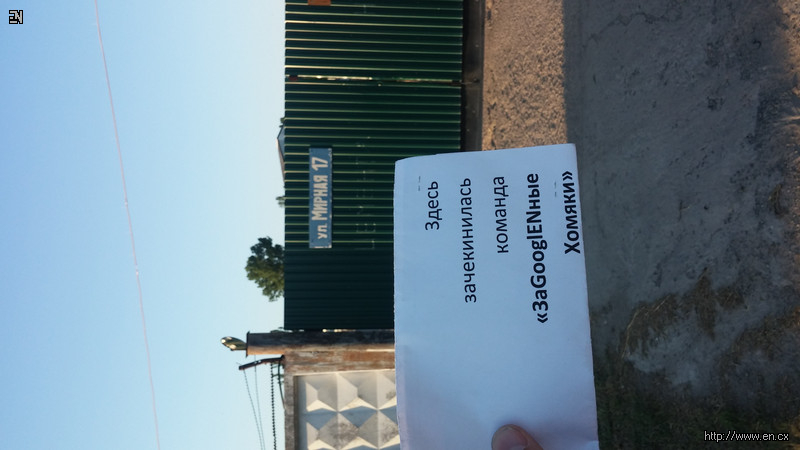 ул. Мирная 17
Здесь
зачекинилась
команда
«ЗаGooglENные
Хомяки»
EN
http://www.en.cx